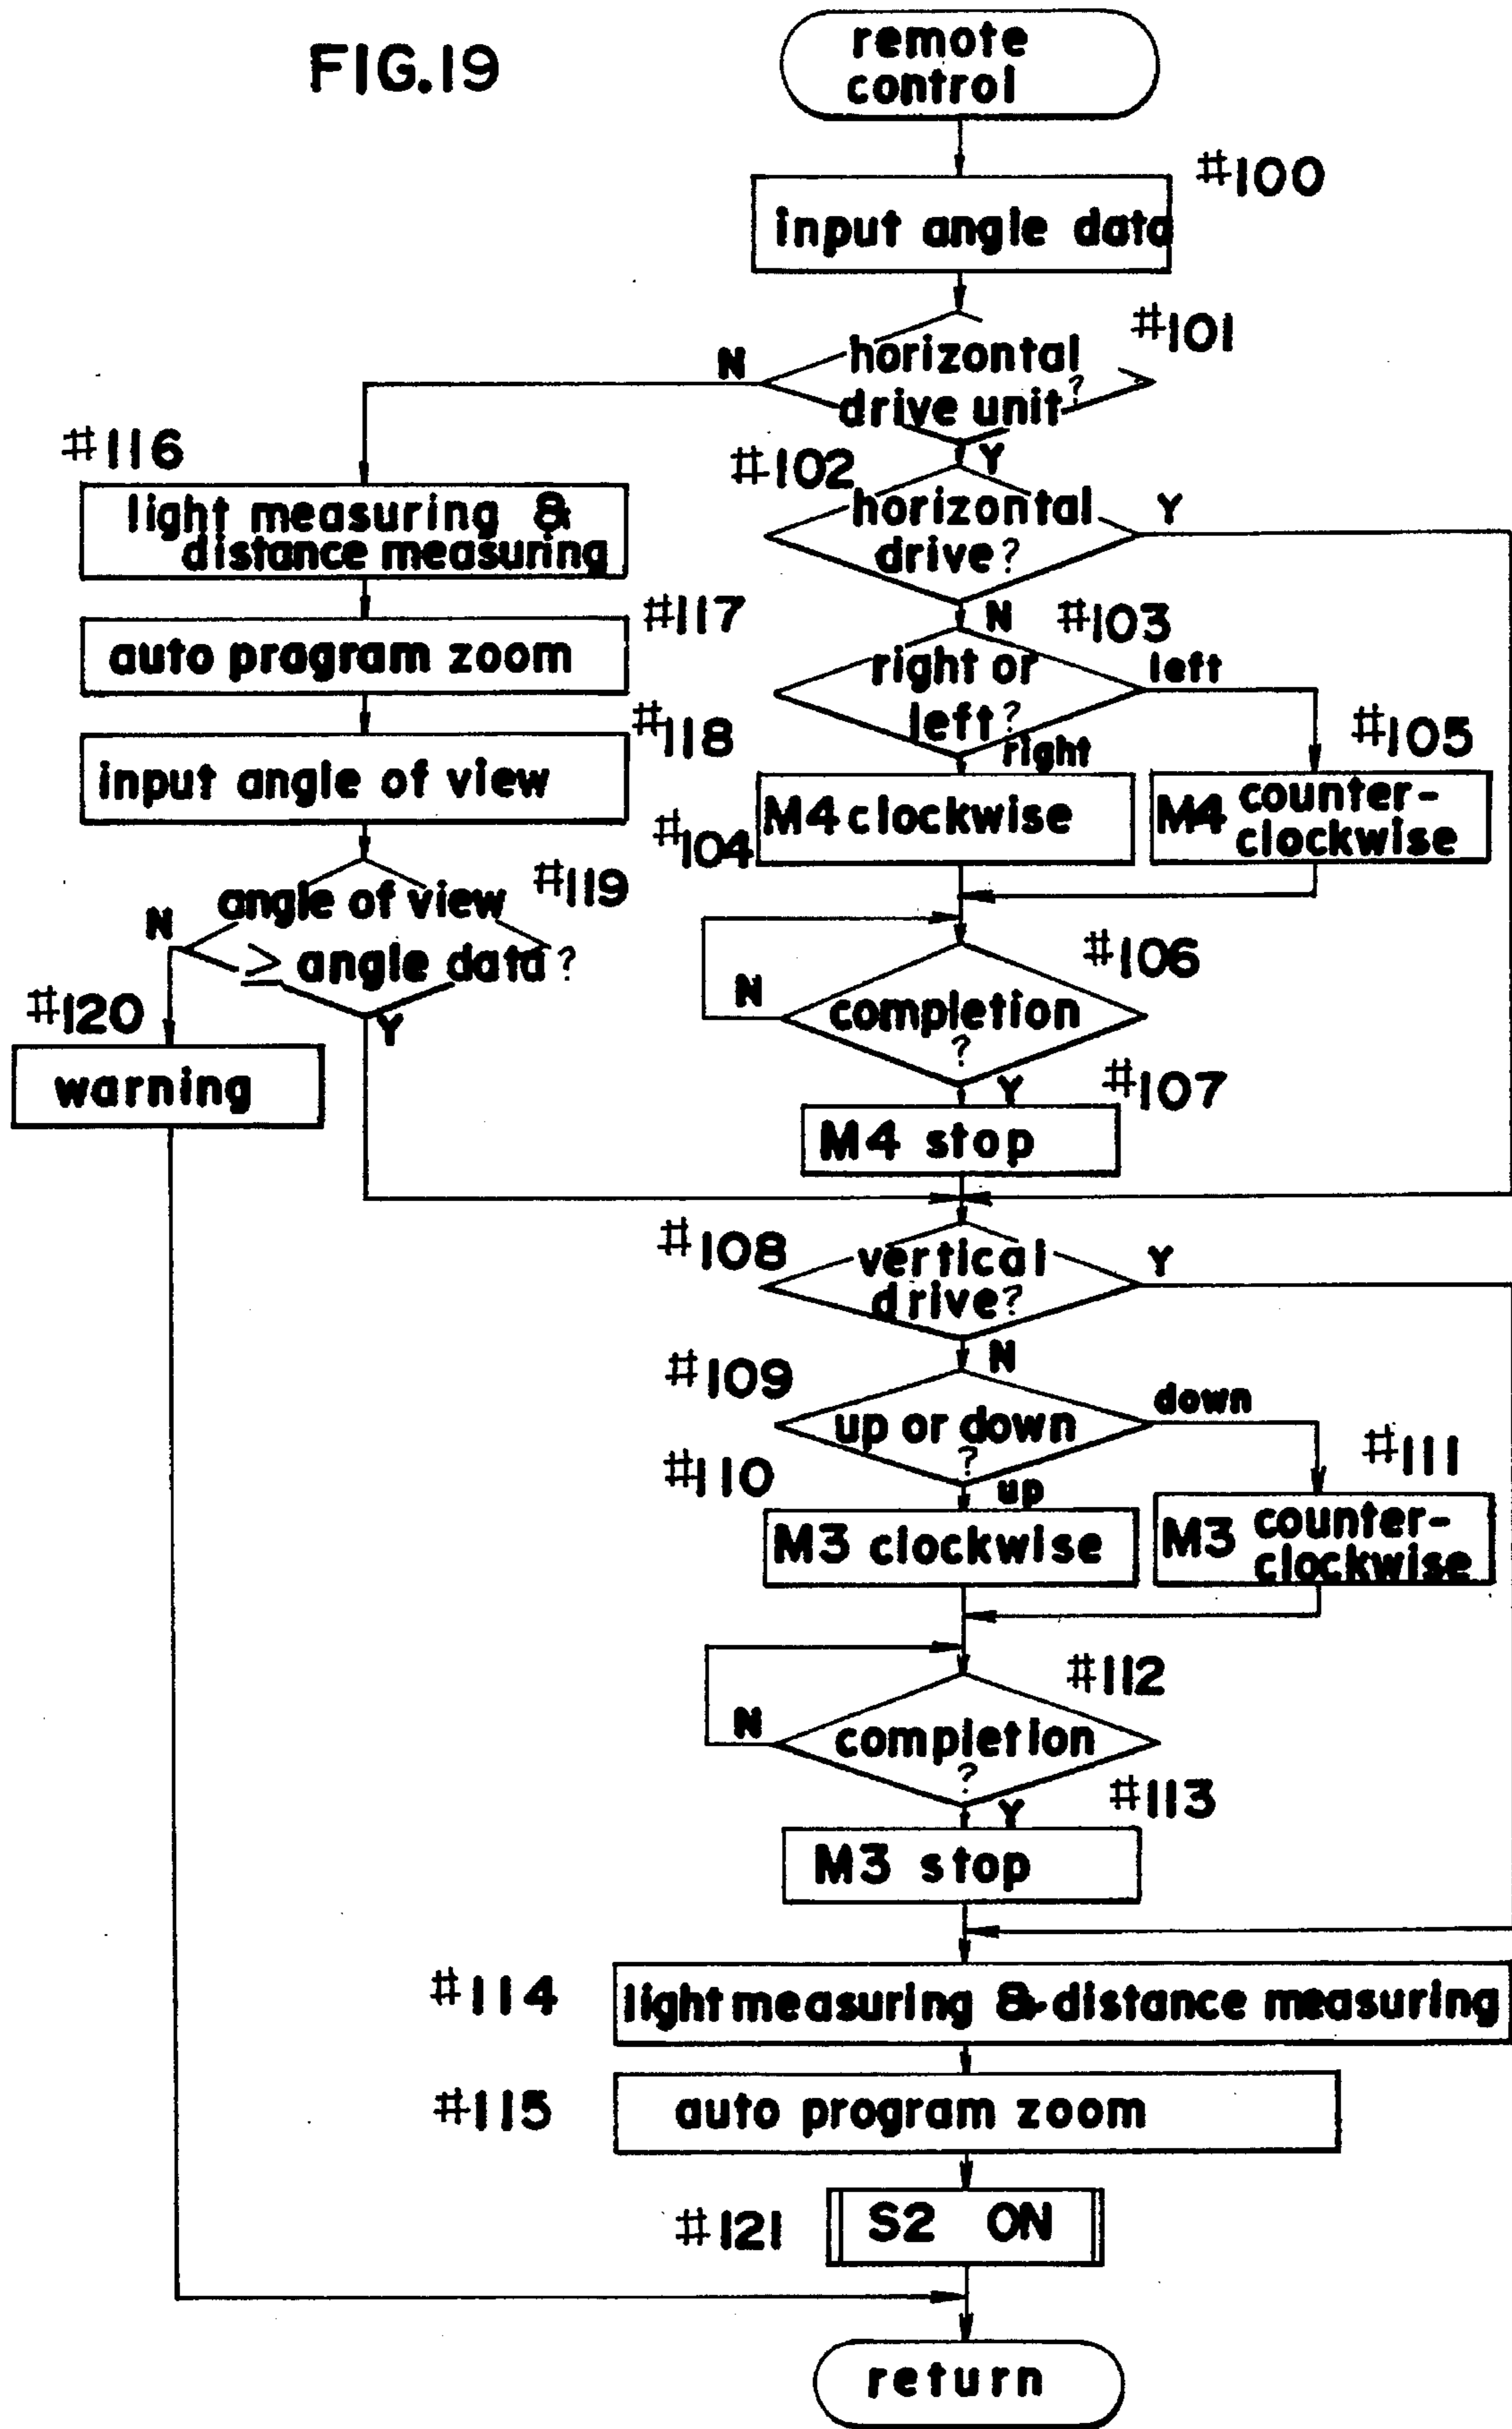 FIG.19
remote
control
#100
input angle data
#101
horizontal
drive unit?
N
Y
#116
light measuring &
distance measuring
#102
horizontal
drive?
Y
N
#117
auto program zoom
#103
right or
left?
left
right
#118
input angle of view
#104
M4 clockwise
#105
M4 counter-
clockwise
#119
angle of view
≥ angle data?
N
Y
#106
completion
?
N
Y
#120
warning
#107
M4 stop
#108
vertical
drive?
Y
N
#109
up or down
?
down
up
#110
M3 clockwise
#111
M3 counter-
clockwise
#112
completion
?
N
Y
#113
M3 stop
#114
light measuring & distance measuring
#115
auto program zoom
#121
S2 ON
return